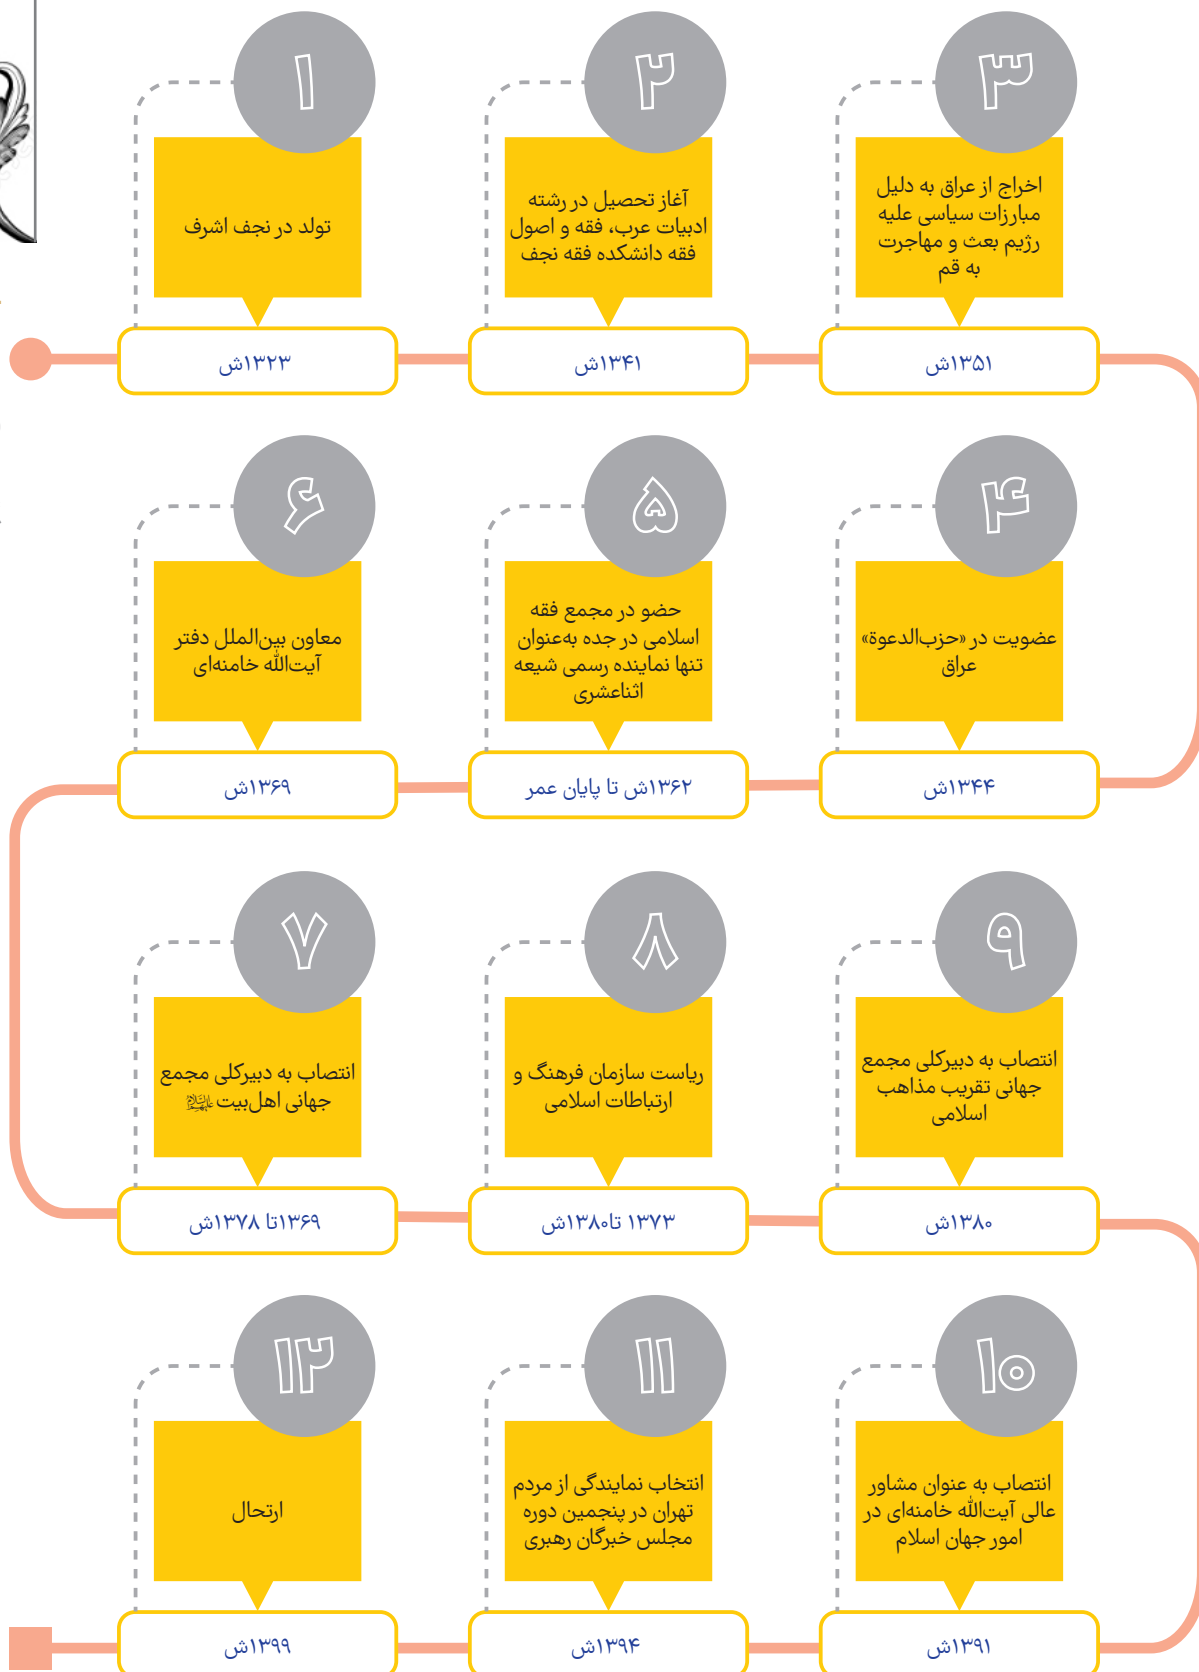 ۱
تولد در نجف اشرف
۱۳۲۳ش
۲
آغاز تحصیل در رشته
ادبیات عرب، فقه و اصول
فقه دانشکده فقه نجف
۱۳۴۱ش
۳
اخراج از عراق به دلیل
مبارزات سیاسی علیه
رژیم بعث و مهاجرت
به قم
۱۳۵۱ش
۴
عضویت در «حزب‌الدعوة»
عراق
۱۳۴۴ش
۵
حضو در مجمع فقه
اسلامی در جده به‌عنوان
تنها نماینده رسمی شیعه
اثناعشری
۱۳۶۲ش تا پایان عمر
۶
معاون بین‌الملل دفتر
آیت‌الله خامنه‌ای
۱۳۶۹ش
۷
انتصاب به دبیرکلی مجمع
جهانی اهل‌بیت علیهم‌السلام
۱۳۶۹تا ۱۳۷۸ش
۸
ریاست سازمان فرهنگ و
ارتباطات اسلامی
۱۳۷۳ تا۱۳۸۰ش
۹
انتصاب به دبیرکلی مجمع
جهانی تقریب مذاهب
اسلامی
۱۳۸۰ش
۱۰
انتصاب به عنوان مشاور
عالی آیت‌الله خامنه‌ای در
امور جهان اسلام
۱۳۹۱ش
۱۱
انتخاب نمایندگی از مردم
تهران در پنجمین دوره
مجلس خبرگان رهبری
۱۳۹۴ش
۱۲
ارتحال
۱۳۹۹ش